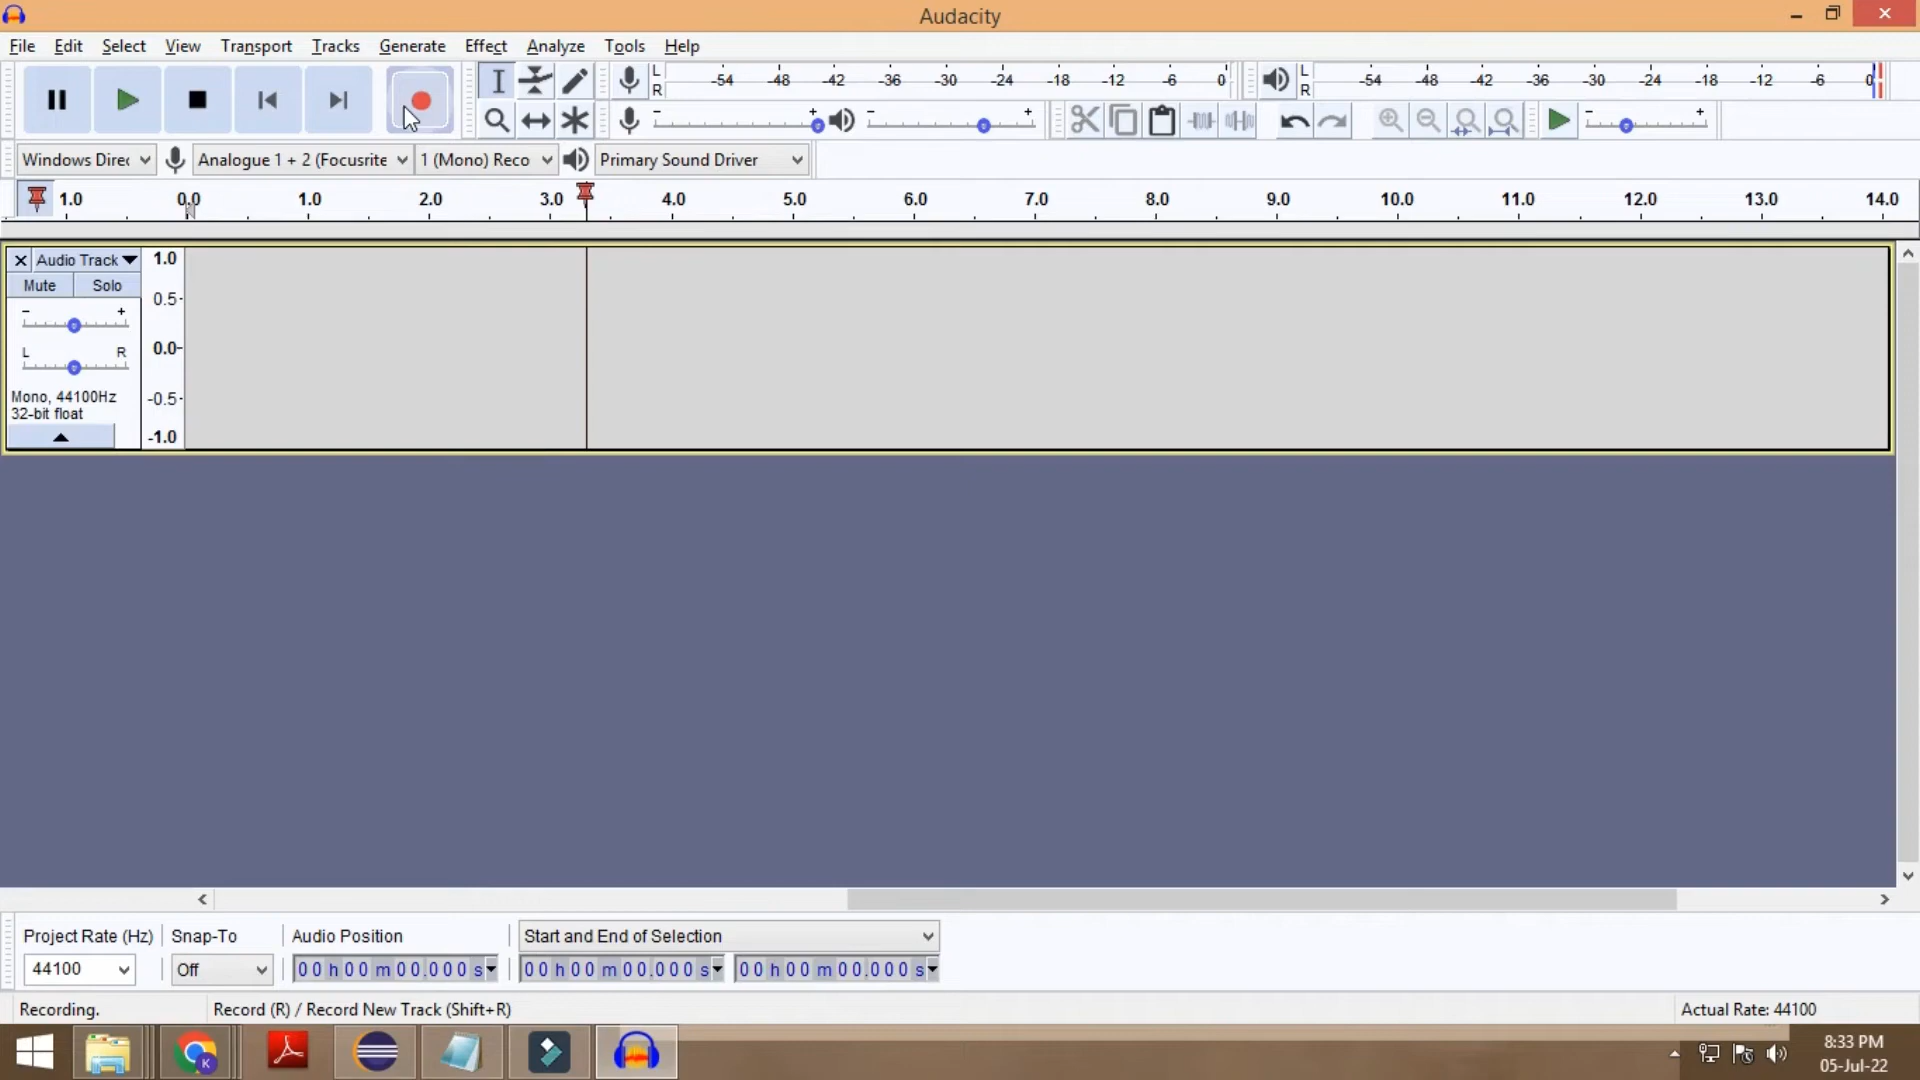 Audacity
File Edit Select View Transport Tracks Generate Effect Analyze Tools Help
L R -54 -48 -42 -36 -30 -24 -18 -12 -6 0 L R -54 -48 -42 -36 -30 -24 -18 -12 -6 0
- + - + - +
Windows Direc Analogue 1 + 2 (Focusrite 1 (Mono) Reco Primary Sound Driver
1.0 0.0 1.0 2.0 3.0 4.0 5.0 6.0 7.0 8.0 9.0 10.0 11.0 12.0 13.0 14.0
Audio Track 1.0
Mute Solo
0.5
- +
L R 0.0
Mono, 44100Hz -0.5
32-bit float
-1.0
Project Rate (Hz) Snap-To Audio Position Start and End of Selection
44100 Off 00 h 00 m 00.000 s 00 h 00 m 00.000 s 00 h 00 m 00.000 s
Recording. Record (R) / Record New Track (Shift+R) Actual Rate: 44100
K
8:33 PM
05-Jul-22